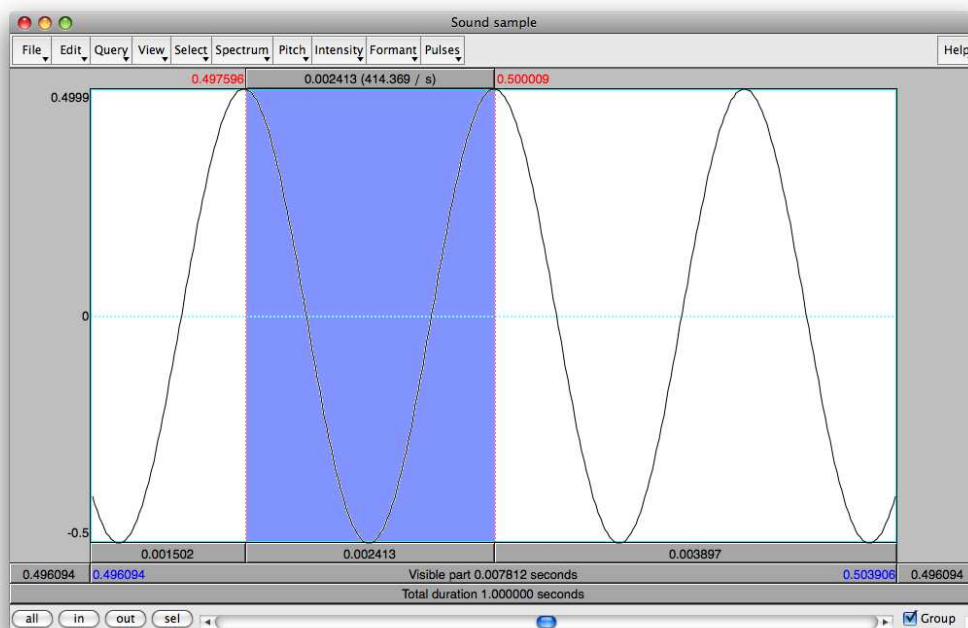 Sound sample
File Edit Query View Select Spectrum Pitch Intensity Formant Pulses Help
0.497596 0.002413 (414.369 / s) 0.500009
0.4999
0
-0.5
0.001502 0.002413 0.003897
0.496094 0.496094 Visible part 0.007812 seconds 0.503906 0.496094
Total duration 1.000000 seconds
all in out sel Group